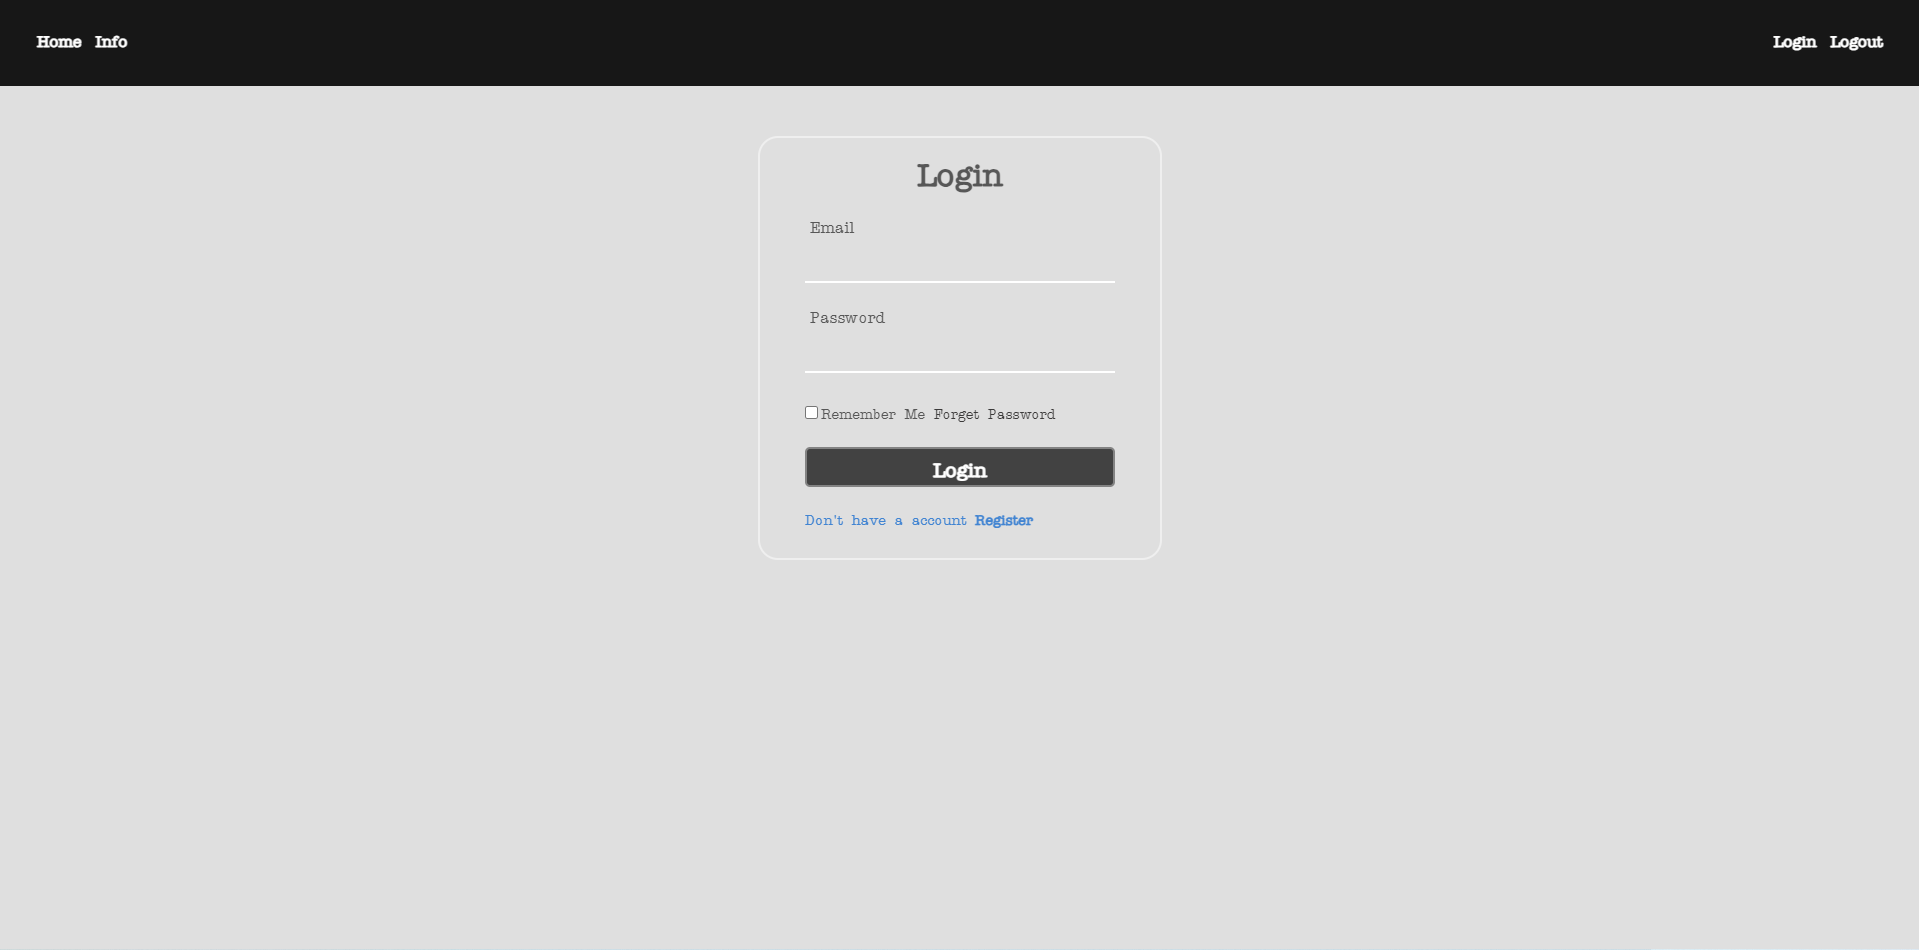 Home Info Login Logout
Login
Email
Password
Remember Me Forget Password
Login
Don't have a account Register